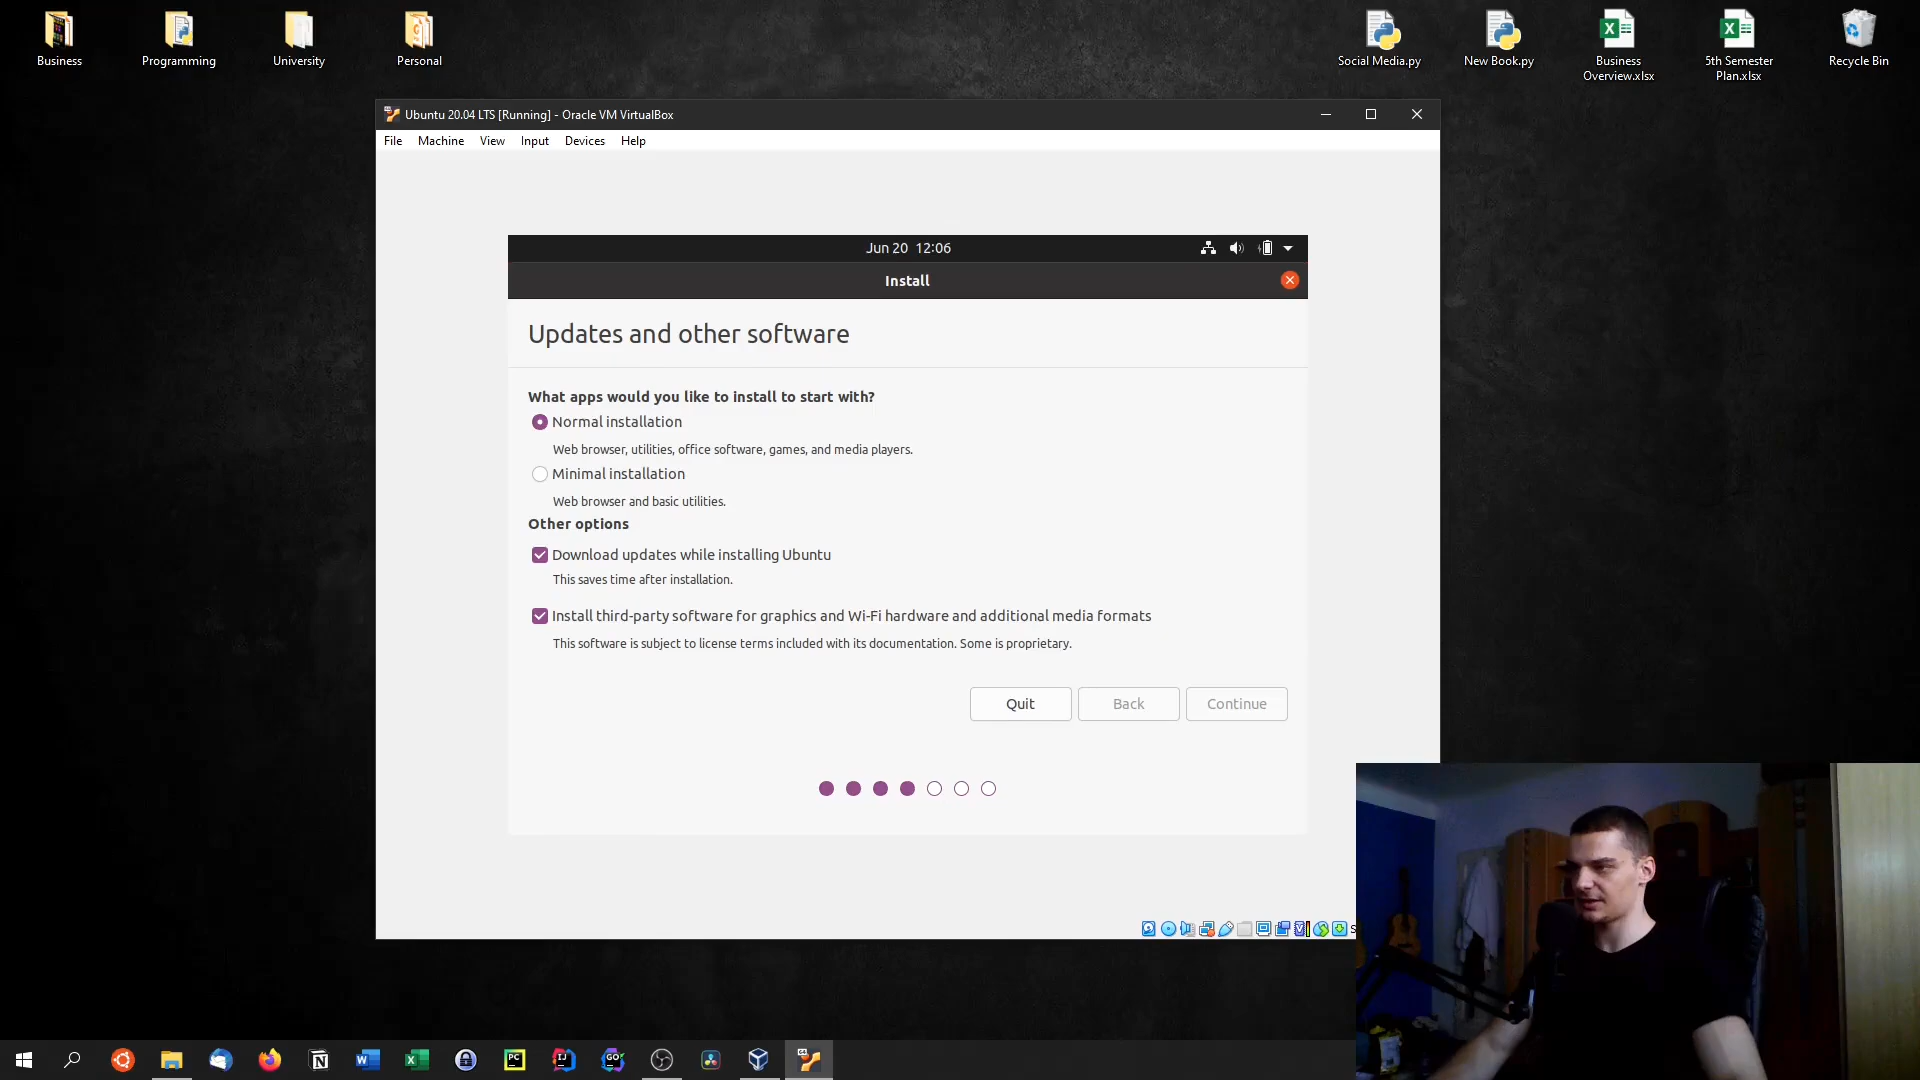 Business
Programming
University
Personal
Social Media.py
New Book.py
Business
Overview.xlsx
5th Semester
Plan.xlsx
Recycle Bin
Ubuntu 20.04 LTS [Running] - Oracle VM VirtualBox
File
Machine
View
Input
Devices
Help
Jun 20 12:06
Install
Updates and other software
What apps would you like to install to start with?
Normal installation
Web browser, utilities, office software, games, and media players.
Minimal installation
Web browser and basic utilities.
Other options
Download updates while installing Ubuntu
This saves time after installation.
Install third-party software for graphics and Wi-Fi hardware and additional media formats
This software is subject to license terms included with its documentation. Some is proprietary.
Quit
Back
Continue